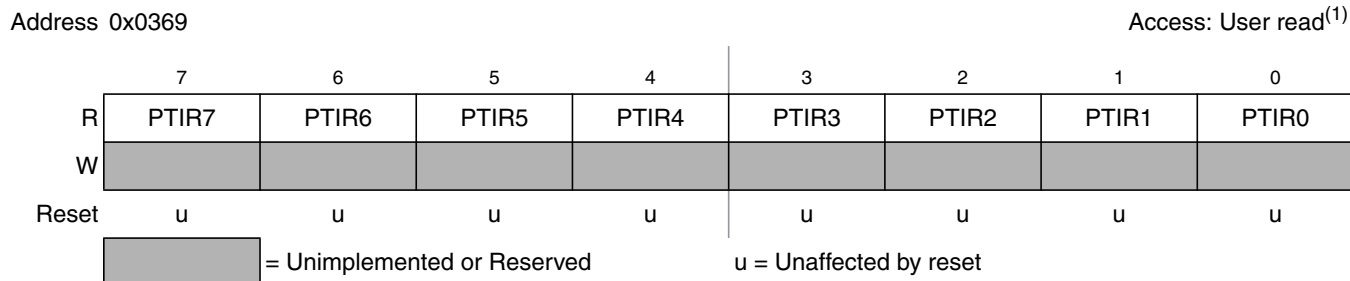 Address 0x0369 Access: User read(1)
7 6 5 4 3 2 1 0
R PTIR7 PTIR6 PTIR5 PTIR4 PTIR3 PTIR2 PTIR1 PTIR0
W
Reset u u u u u u u u
= Unimplemented or Reserved u = Unaffected by reset